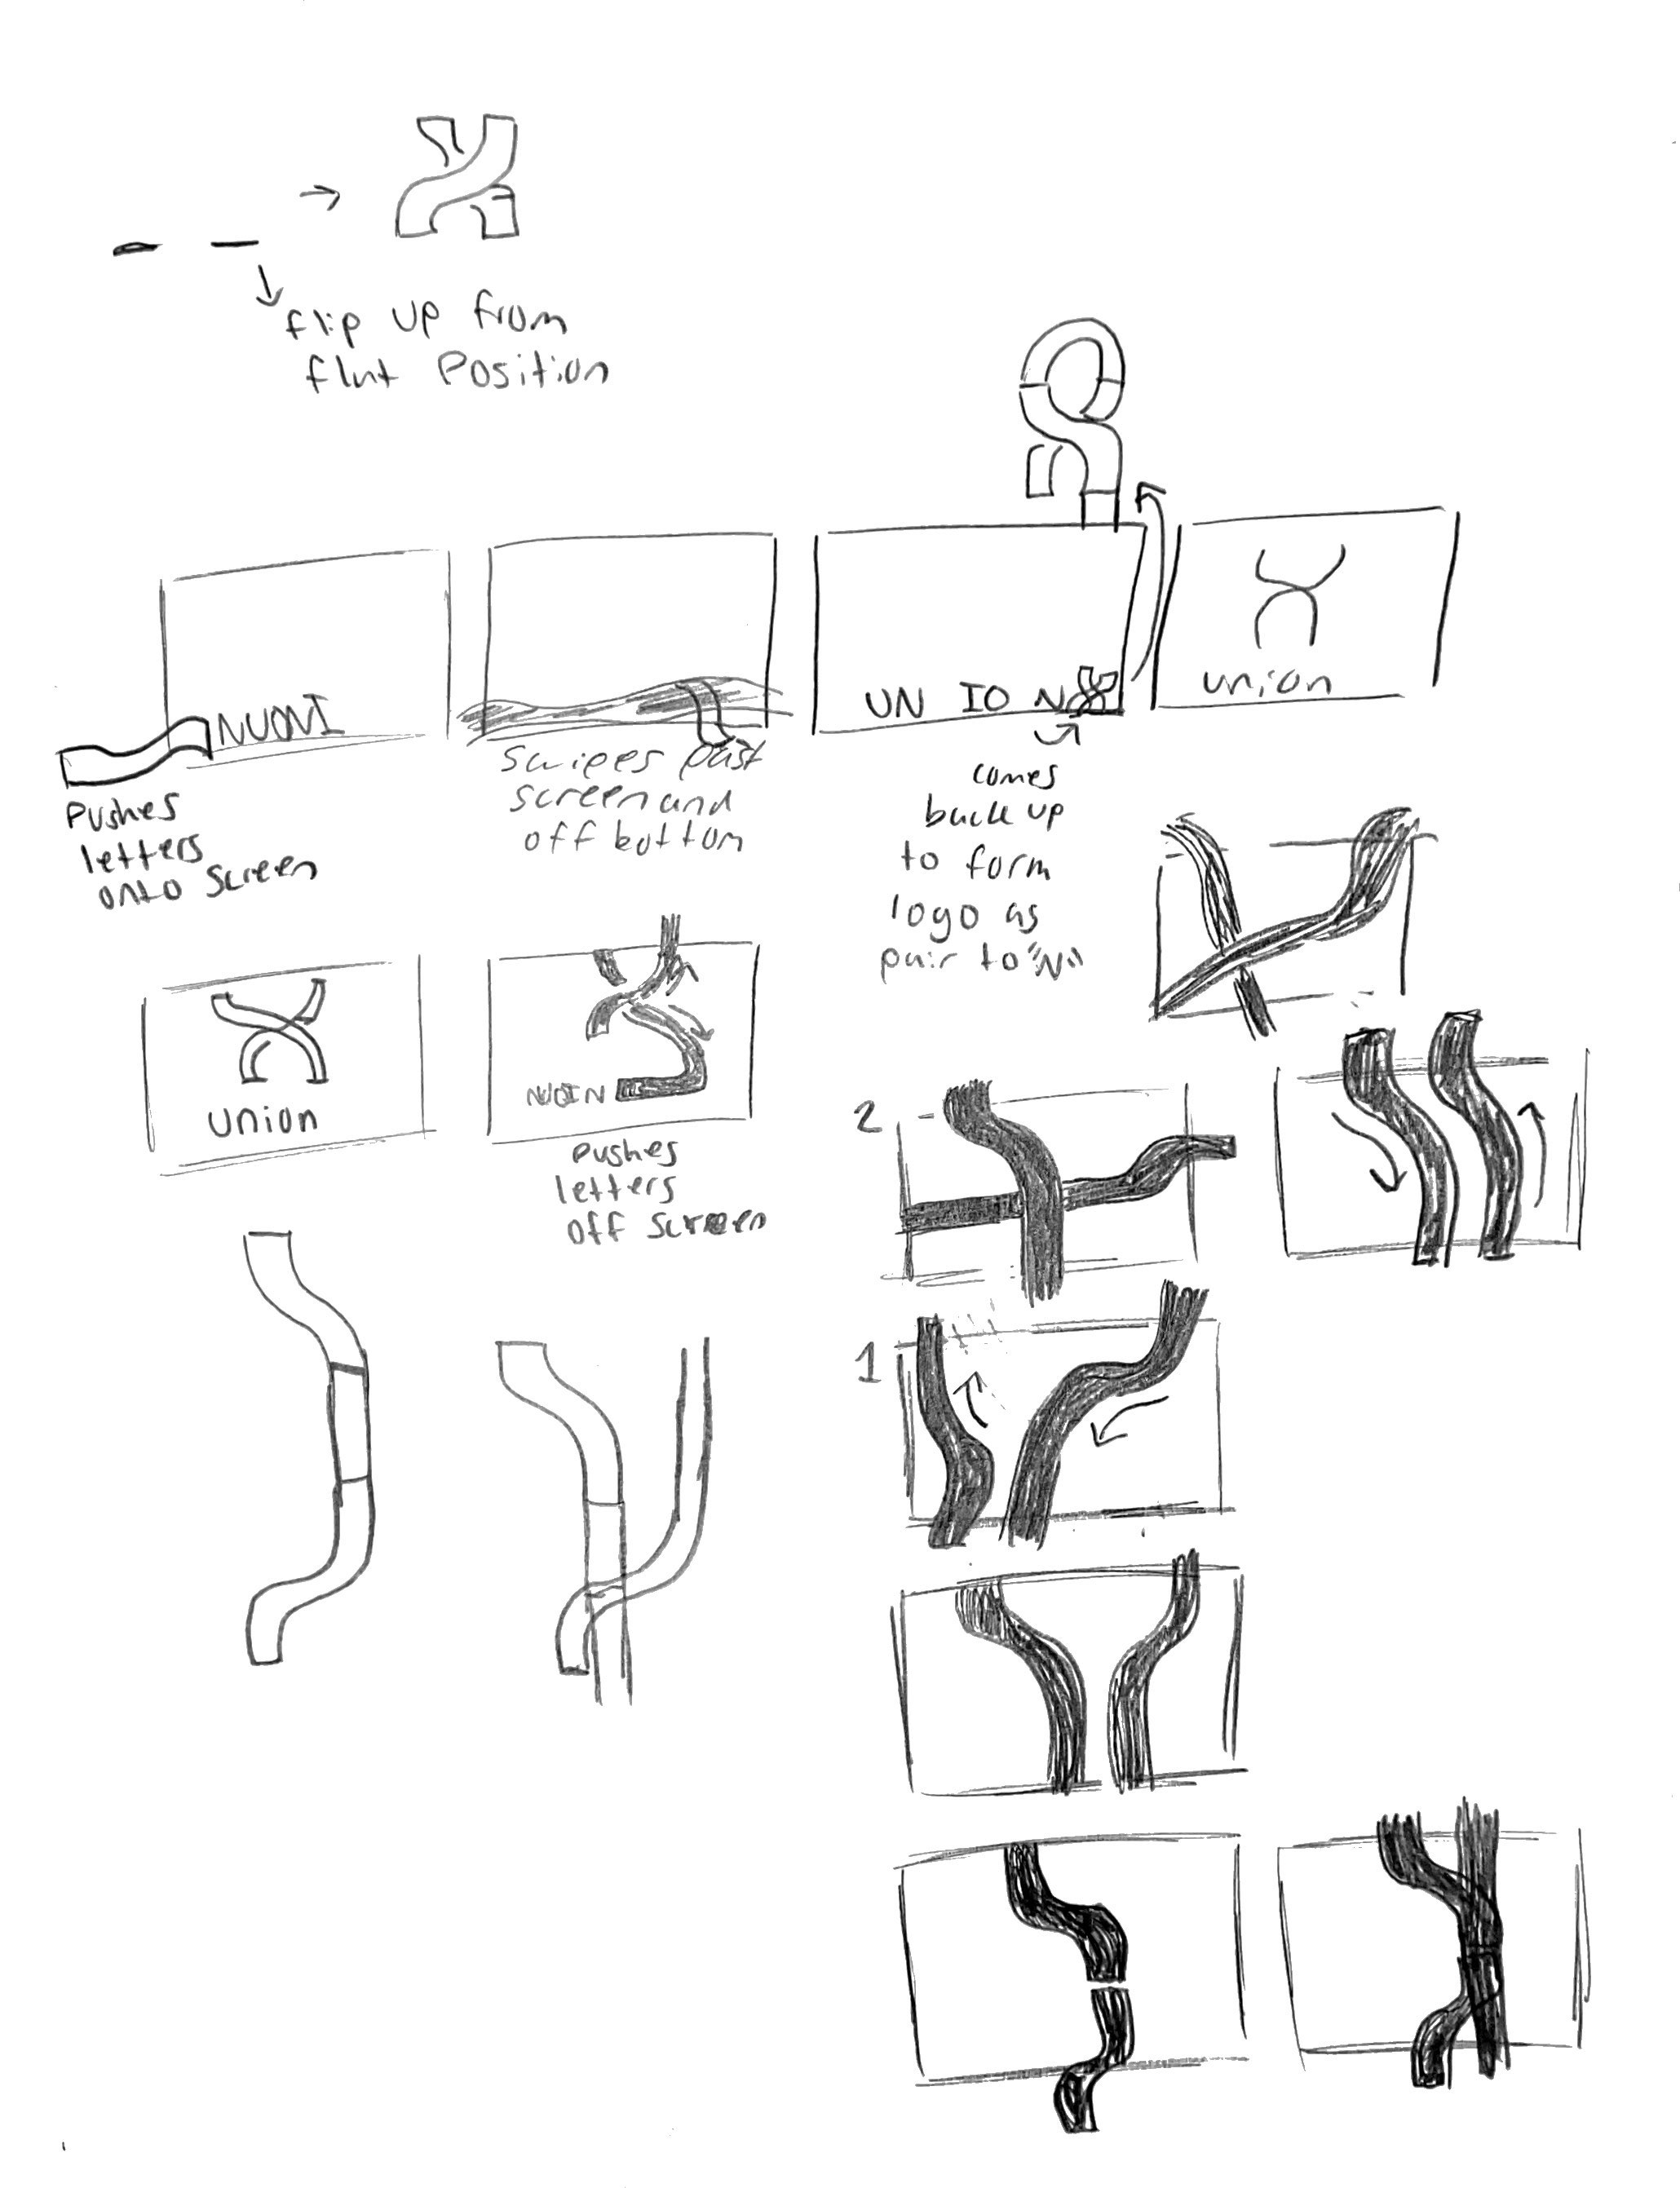 flip up from
flat Position
NUONI
Pushes
letters
onto screen
Swipes past
screen and
off bottom
UN IO N
comes
back up
to form
logo as
pair to "N"
union
union
NUOIN
pushes
letters
off screen
2
1